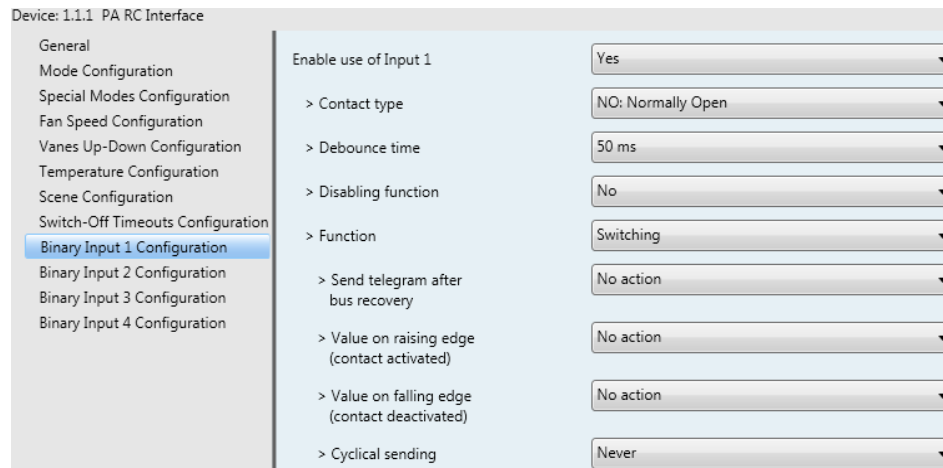 Device: 1.1.1 PA RC Interface
General
Mode Configuration
Special Modes Configuration
Fan Speed Configuration
Vanes Up-Down Configuration
Temperature Configuration
Scene Configuration
Switch-Off Timeouts Configuration
Binary Input 1 Configuration
Binary Input 2 Configuration
Binary Input 3 Configuration
Binary Input 4 Configuration
Enable use of Input 1 Yes
> Contact type NO: Normally Open
> Debounce time 50 ms
> Disabling function No
> Function Switching
> Send telegram after No action
bus recovery
> Value on raising edge No action
(contact activated)
> Value on falling edge No action
(contact deactivated)
> Cyclical sending Never